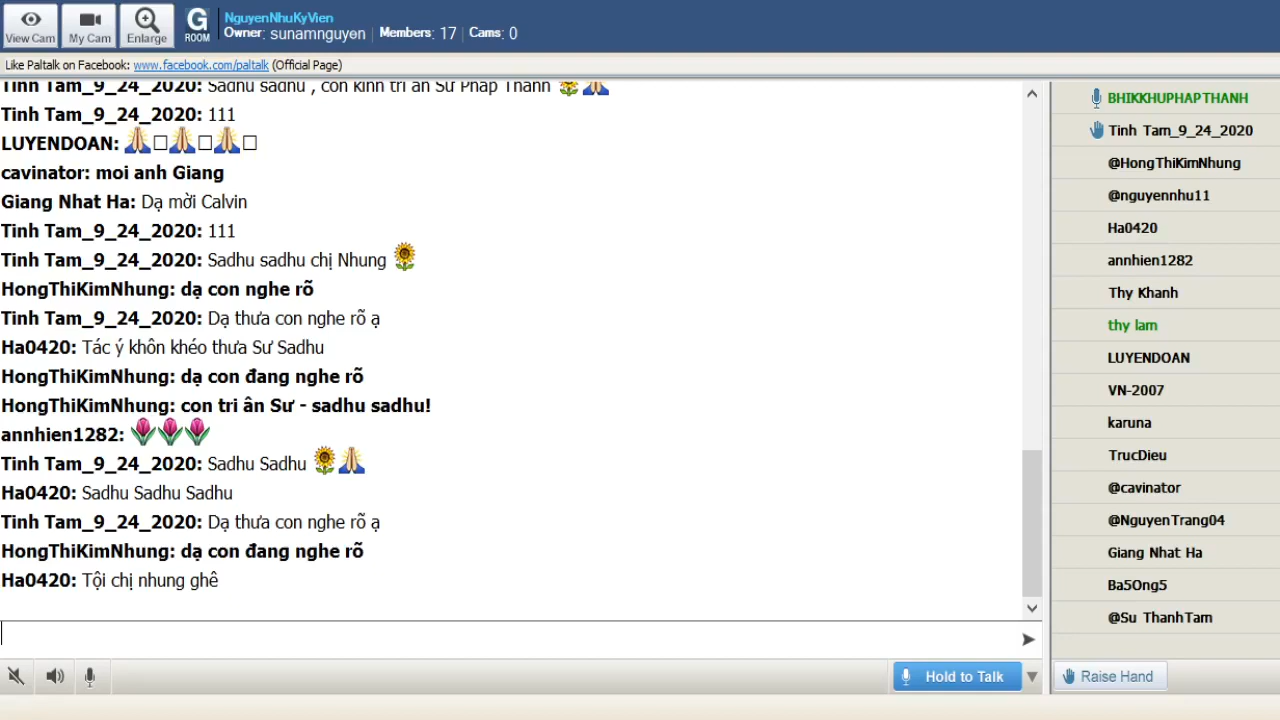 View Cam
My Cam
Enlarge
G
ROOM
NguyenNhuKyVien
Owner: sunamnguyen | Members: 17 | Cams: 0
Like Paltalk on Facebook: www.facebook.com/paltalk (Official Page)
Tinh Tam_9_24_2020: Sadhu sadhu , con kính tri ân Sư Pháp Thành
Tinh Tam_9_24_2020: 111
LUYENDOAN:
cavinator: moi anh Giang
Giang Nhat Ha: Dạ mời Calvin
Tinh Tam_9_24_2020: 111
Tinh Tam_9_24_2020: Sadhu sadhu chị Nhung
HongThiKimNhung: dạ con nghe rõ
Tinh Tam_9_24_2020: Dạ thưa con nghe rõ ạ
Ha0420: Tác ý khôn khéo thưa Sư Sadhu
HongThiKimNhung: dạ con đang nghe rõ
HongThiKimNhung: con tri ân Sư - sadhu sadhu!
annhien1282:
Tinh Tam_9_24_2020: Sadhu Sadhu
Ha0420: Sadhu Sadhu Sadhu
Tinh Tam_9_24_2020: Dạ thưa con nghe rõ ạ
HongThiKimNhung: dạ con đang nghe rõ
Ha0420: Tội chị nhung ghê
Hold to Talk
BHIKKHUPHAPTHANH
Tinh Tam_9_24_2020
@HongThiKimNhung
@nguyennhu11
Ha0420
annhien1282
Thy Khanh
thy lam
LUYENDOAN
VN-2007
karuna
TrucDieu
@cavinator
@NguyenTrang04
Giang Nhat Ha
Ba5Ong5
@Su ThanhTam
Raise Hand